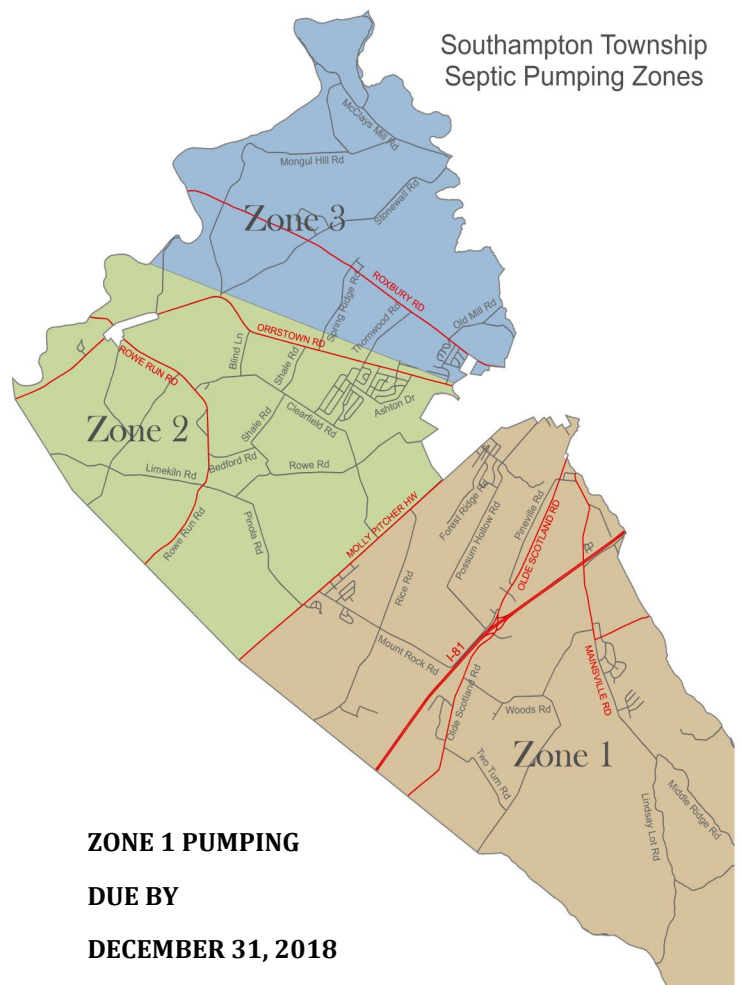 Southampton Township
Septic Pumping Zones
McClays Mill Rd
Mongul Hill Rd
Stonewall Rd
Zone 3
ROXBURY RD
Spring Ridge Rd
Old Mill Rd
Thornwood Rd
ORRSTOWN RD
Blind Ln
Shale Rd
ROWE RUN RD
Ashton Dr
Clearfield Rd
Zone 2
Shale Rd
Bedford Rd
Rowe Rd
Limekiln Rd
Rowe Run Rd
Pinola Rd
MOLLY PITCHER HW
Forest Ridge Rd
Possum Hollow Rd
Pineville Rd
OLDE SCOTLAND RD
Rice Rd
Mount Rock Rd
I-81
Olde Scotland Rd
MAINSVILLE RD
Woods Rd
Zone 1
Two Turn Rd
Middle Ridge Rd
Lindsay Lot Rd
ZONE 1 PUMPING
DUE BY
DECEMBER 31, 2018